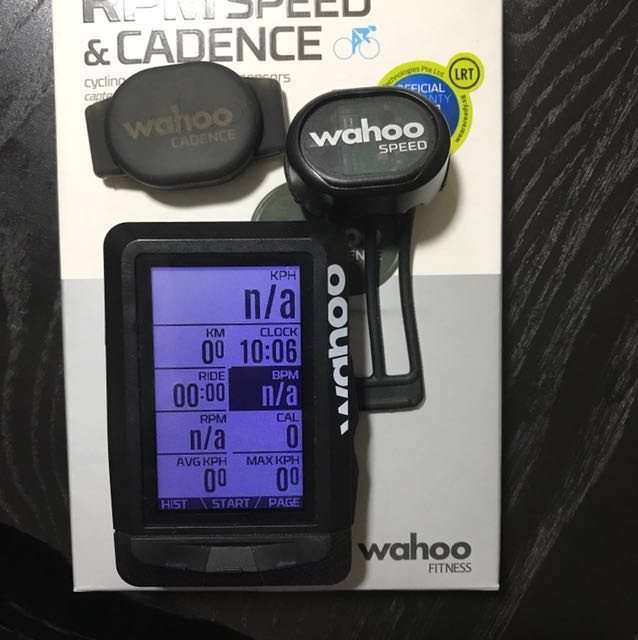 RPM SPEED
& CADENCE
cycling sensors
wahoo
CADENCE
wahoo
SPEED
LRT
wahoo
KPH
n/a
KM CLOCK
0⁰ 10:06
RIDE BPM
00:00 n/a
RPM CAL
n/a 0
AVG KPH MAX KPH
0⁰ 0⁰
HIST START PAGE
wahoo
FITNESS